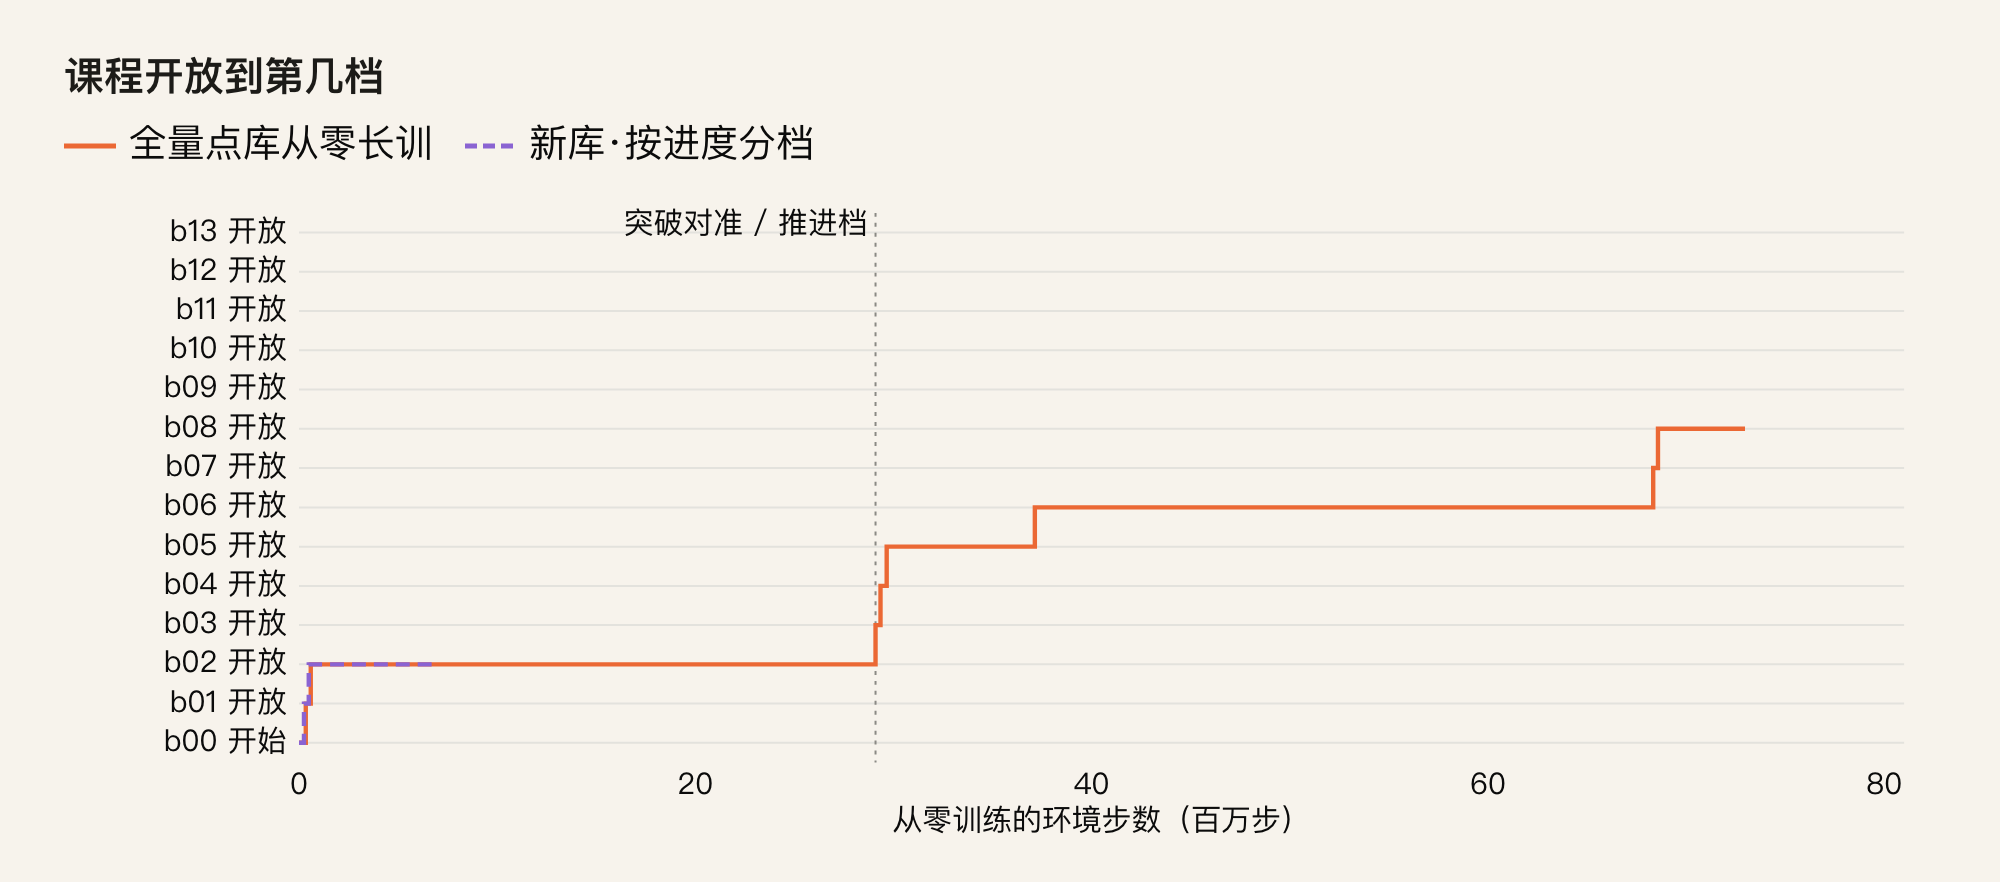 课程开放到第几档
全量点库从零长训 新库·按进度分档
突破对准 / 推进档
b13 开放
b12 开放
b11 开放
b10 开放
b09 开放
b08 开放
b07 开放
b06 开放
b05 开放
b04 开放
b03 开放
b02 开放
b01 开放
b00 开始
0 20 40 60 80
从零训练的环境步数（百万步）